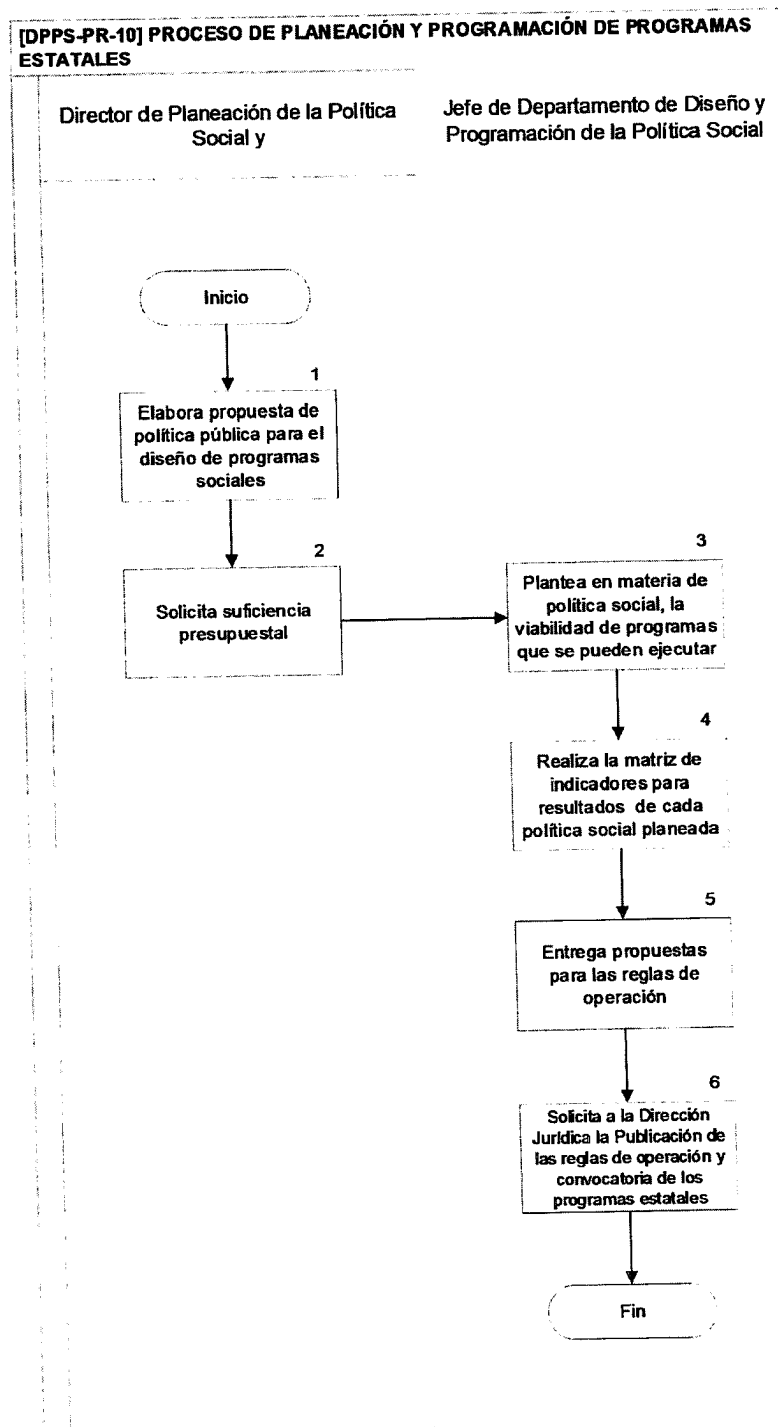 [DPPS-PR-10] PROCESO DE PLANEACIÓN Y PROGRAMACIÓN DE PROGRAMAS
ESTATALES
Director de Planeación de la Política
Social y
Jefe de Departamento de Diseño y
Programación de la Política Social
Inicio
1
Elabora propuesta de
política pública para el
diseño de programas
sociales
2
Solicita suficiencia
presupuestal
3
Plantea en materia de
política social, la
viabilidad de programas
que se pueden ejecutar
4
Realiza la matriz de
indicadores para
resultados de cada
política social planeada
5
Entrega propuestas
para las reglas de
operación
6
Solicita a la Dirección
Jurídica la Publicación de
las reglas de operación y
convocatoria de los
programas estatales
Fin